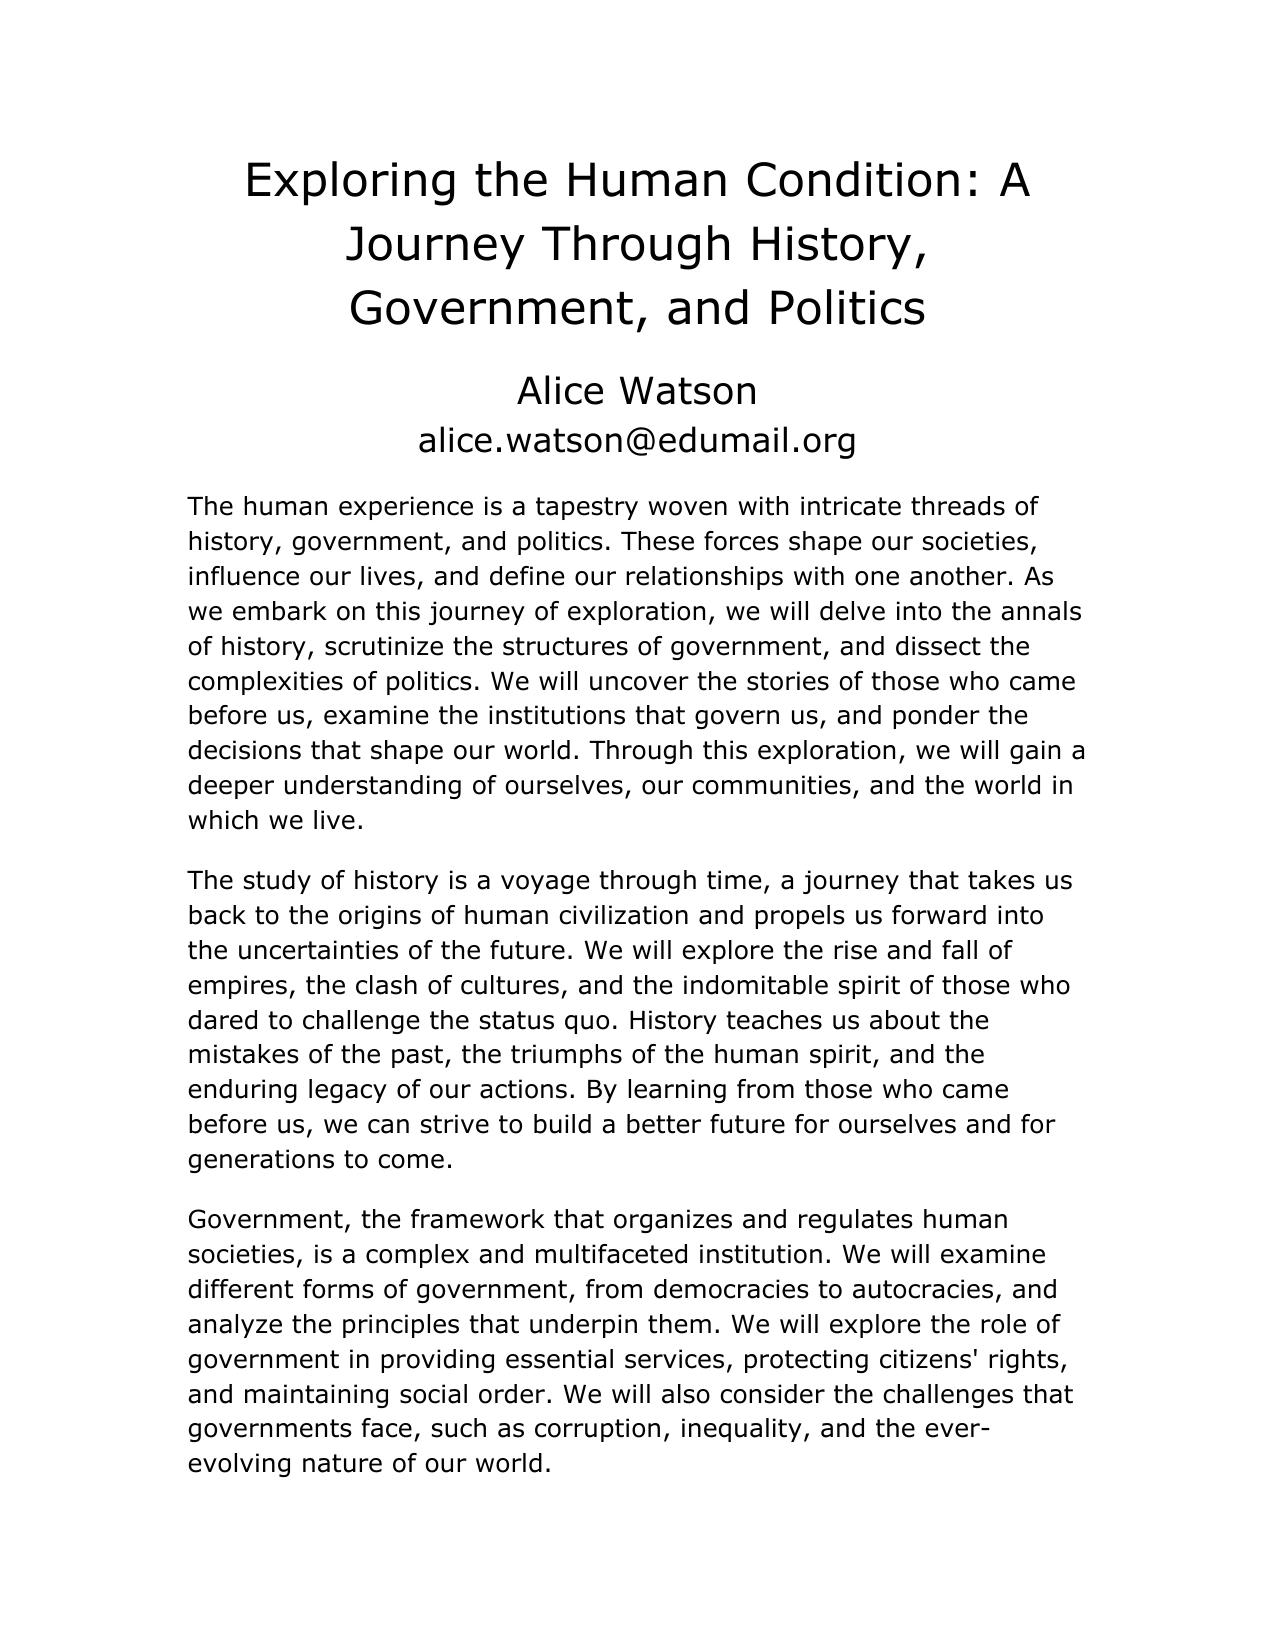 Exploring the Human Condition: A
Journey Through History,
Government, and Politics
Alice Watson
alice.watson@edumail.org
The human experience is a tapestry woven with intricate threads of
history, government, and politics. These forces shape our societies,
influence our lives, and define our relationships with one another. As
we embark on this journey of exploration, we will delve into the annals
of history, scrutinize the structures of government, and dissect the
complexities of politics. We will uncover the stories of those who came
before us, examine the institutions that govern us, and ponder the
decisions that shape our world. Through this exploration, we will gain a
deeper understanding of ourselves, our communities, and the world in
which we live.
The study of history is a voyage through time, a journey that takes us
back to the origins of human civilization and propels us forward into
the uncertainties of the future. We will explore the rise and fall of
empires, the clash of cultures, and the indomitable spirit of those who
dared to challenge the status quo. History teaches us about the
mistakes of the past, the triumphs of the human spirit, and the
enduring legacy of our actions. By learning from those who came
before us, we can strive to build a better future for ourselves and for
generations to come.
Government, the framework that organizes and regulates human
societies, is a complex and multifaceted institution. We will examine
different forms of government, from democracies to autocracies, and
analyze the principles that underpin them. We will explore the role of
government in providing essential services, protecting citizens' rights,
and maintaining social order. We will also consider the challenges that
governments face, such as corruption, inequality, and the ever-
evolving nature of our world.